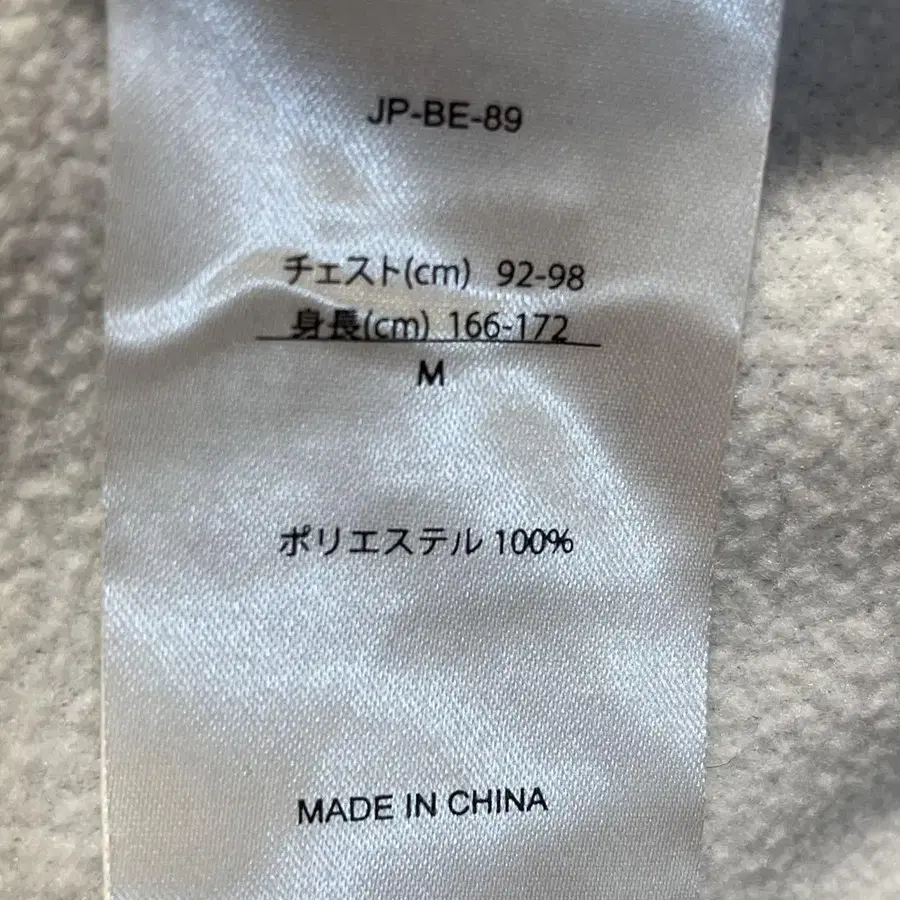 JP-BE-89
チェスト(cm) 92-98
身長(cm) 166-172
M
ポリエステル 100%
MADE IN CHINA